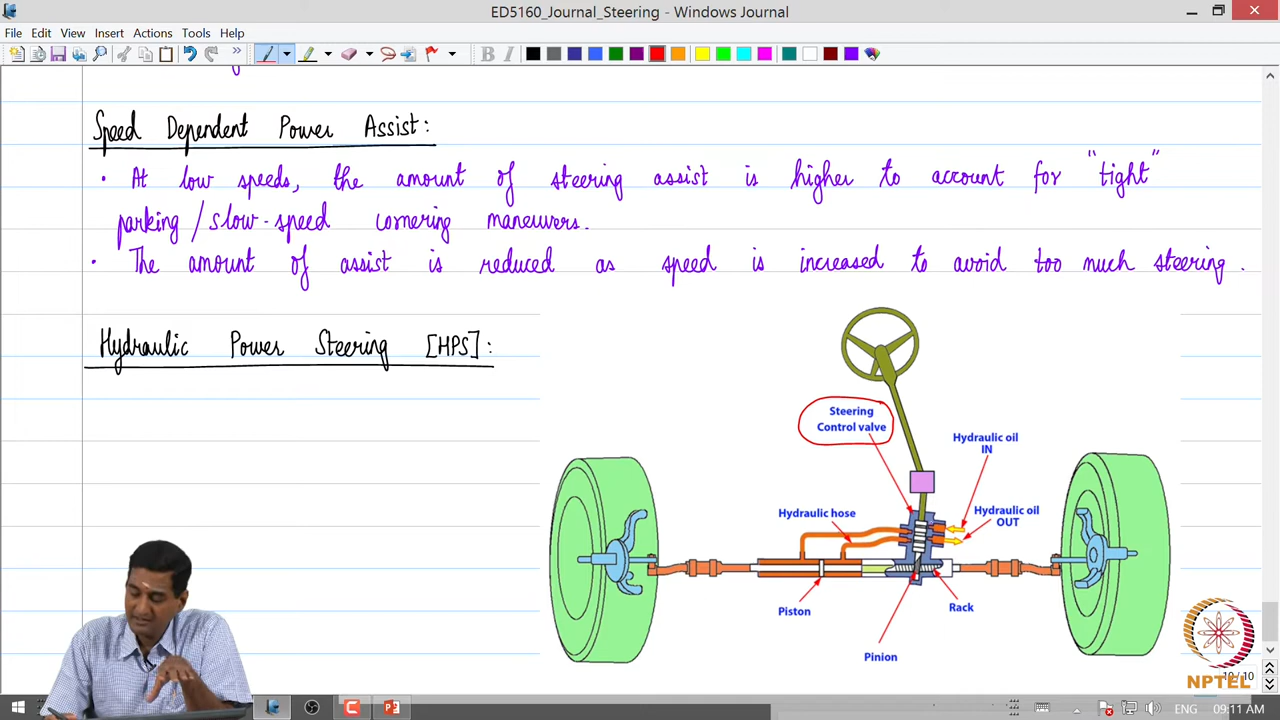 ED5160_Journal_Steering - Windows Journal
File Edit View Insert Actions Tools Help
Speed Dependent Power Assist:
· At low speeds, the amount of steering assist is higher to account for "tight"
parking/slow-speed cornering maneuvers.
· The amount of assist is reduced as speed is increased to avoid too much steering.
Hydraulic Power Steering [HPS]:
Steering
Control valve
Hydraulic oil
IN
Hydraulic hose
Hydraulic oil
OUT
Piston
Rack
Pinion
NPTEL
10/10
ENG 09:11 AM